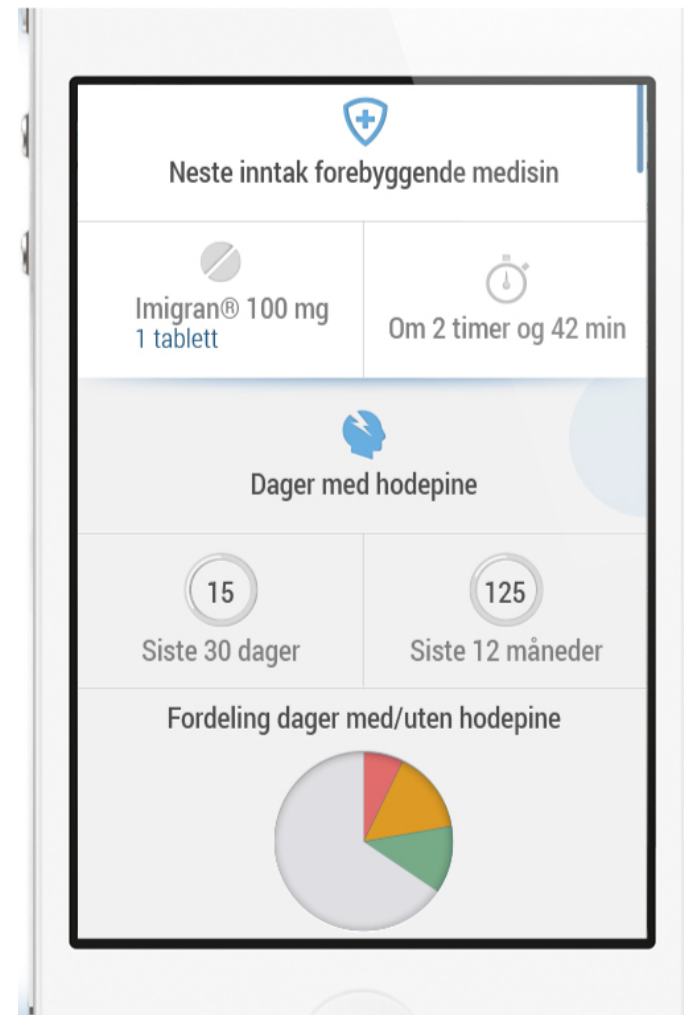 Neste inntak forebyggende medisin
Imigran® 100 mg
1 tablett
Om 2 timer og 42 min
Dager med hodepine
15
Siste 30 dager
125
Siste 12 måneder
Fordeling dager med/uten hodepine